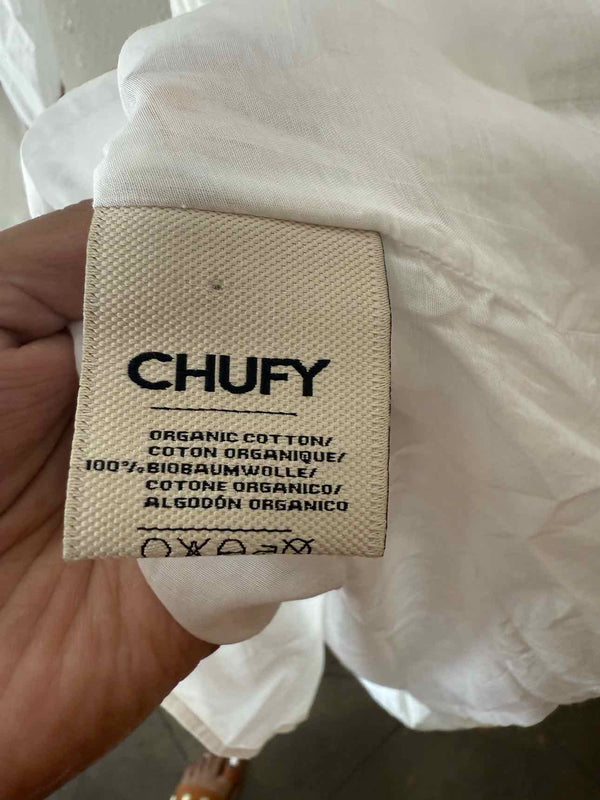 CHUFY
ORGANIC COTTON/
COTON ORGANIQUE/
100% BIOBAUMWOLLE/
COTONE ORGANICO/
ALGODÓN ORGANICO